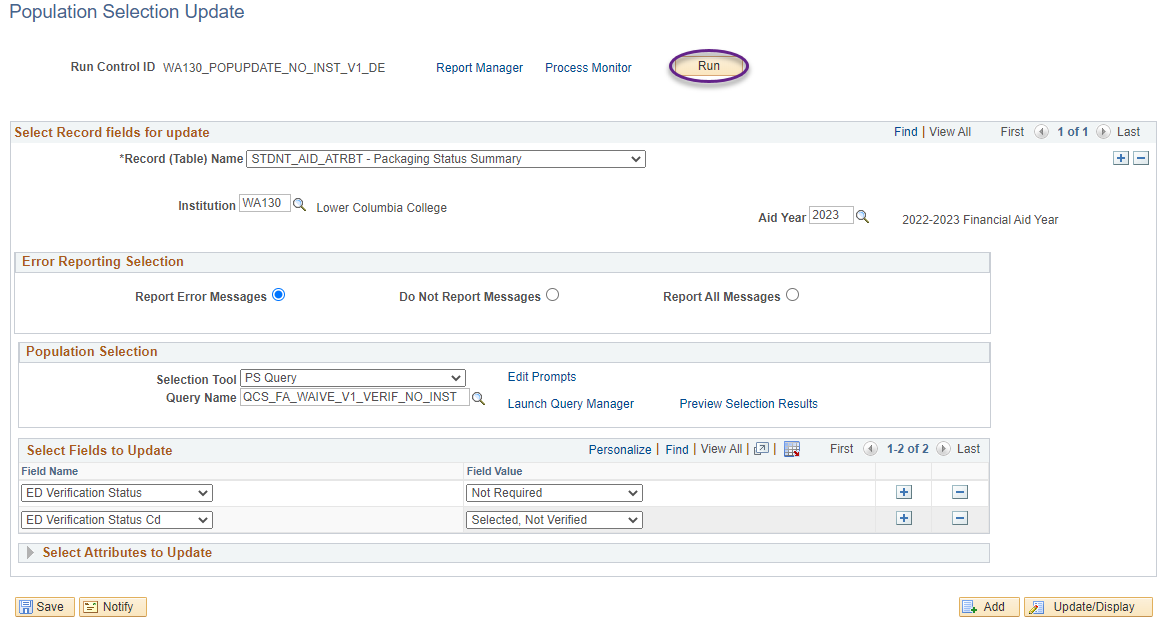 Population Selection Update
Run Control ID WA130_POPUPDATE_NO_INST_V1_DE Report Manager Process Monitor Run
Select Record fields for update Find | View All First 1 of 1 Last
*Record (Table) Name STDNT_AID_ATRBT - Packaging Status Summary
Institution WA130 Lower Columbia College
Aid Year 2023 2022-2023 Financial Aid Year
Error Reporting Selection
Report Error Messages Do Not Report Messages Report All Messages
Population Selection
Selection Tool PS Query Edit Prompts
Query Name QCS_FA_WAIVE_V1_VERIF_NO_INST Launch Query Manager Preview Selection Results
Select Fields to Update Personalize | Find | View All | | First 1-2 of 2 Last
Field Name Field Value
ED Verification Status Not Required
ED Verification Status Cd Selected, Not Verified
Select Attributes to Update
Save Notify Add Update/Display